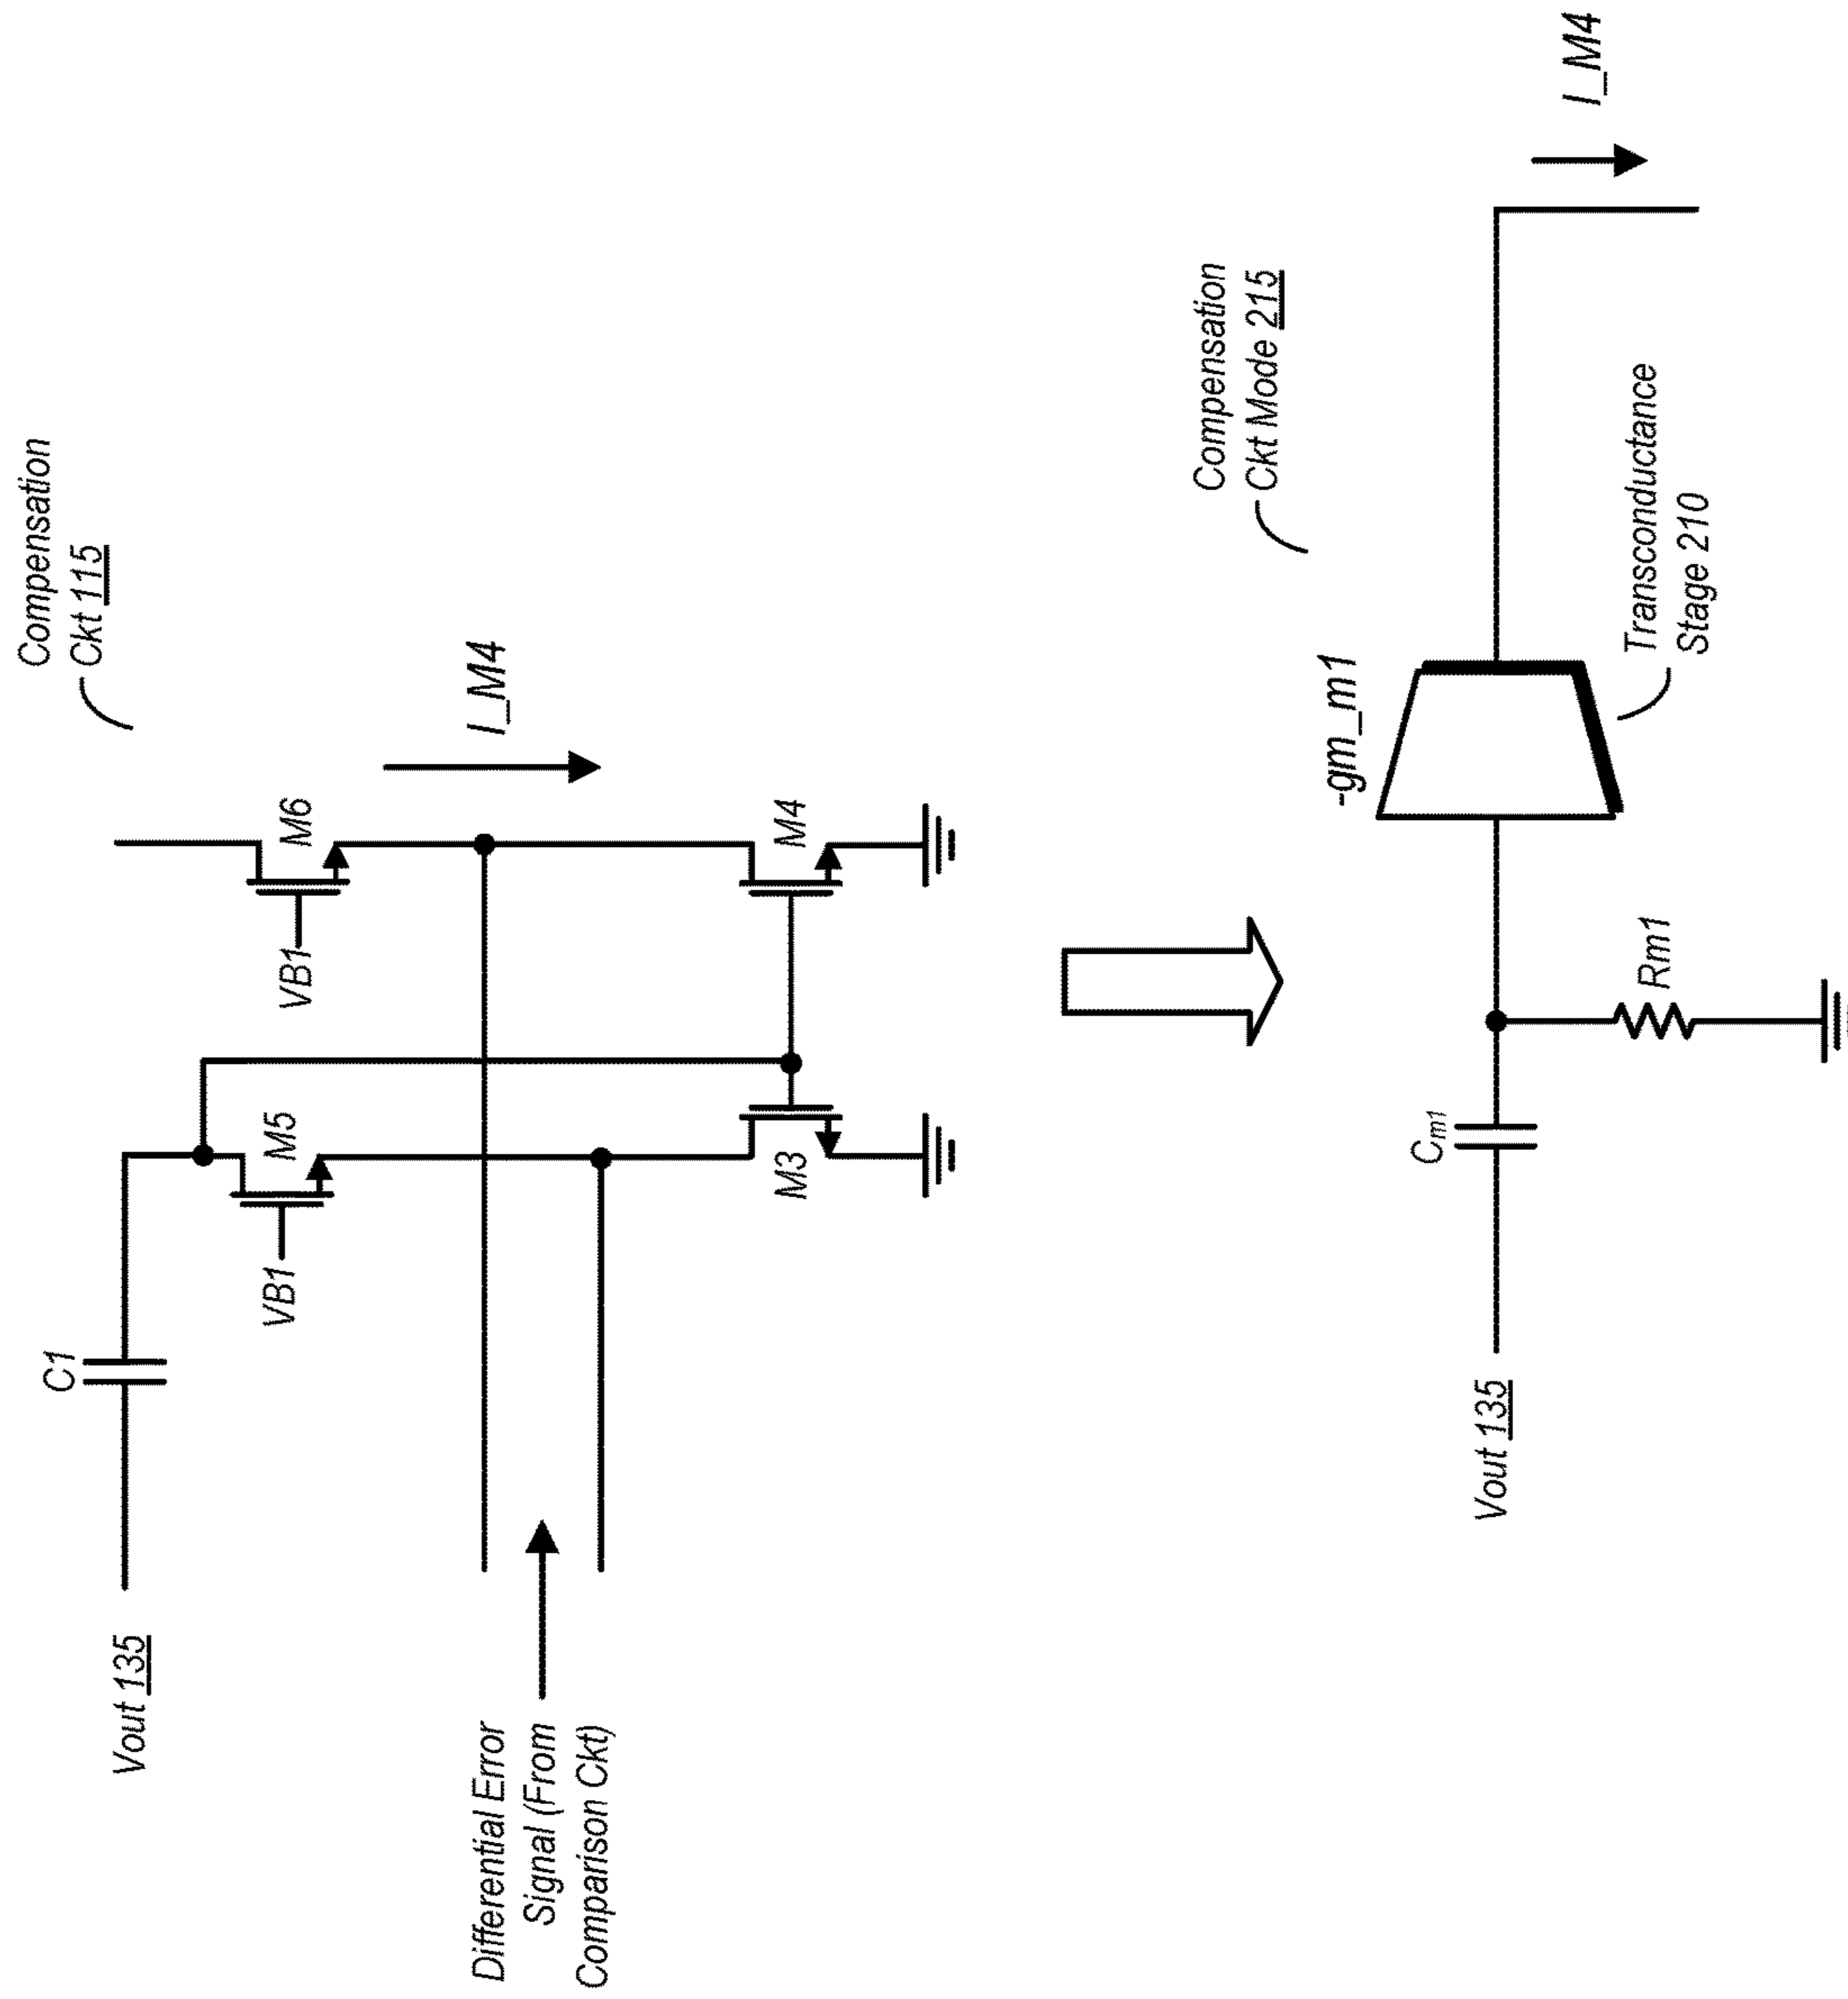 Compensation
Ckt 115
C1
Vout 135
VB1
M5
VB1
M6
I_M4
Differential Error
Signal (From
Comparison Ckt)
M3
M4
Compensation
Ckt Mode 215
Vout 135
Cm1
Rm1
-gm_m1
Transconductance
Stage 210
I_M4